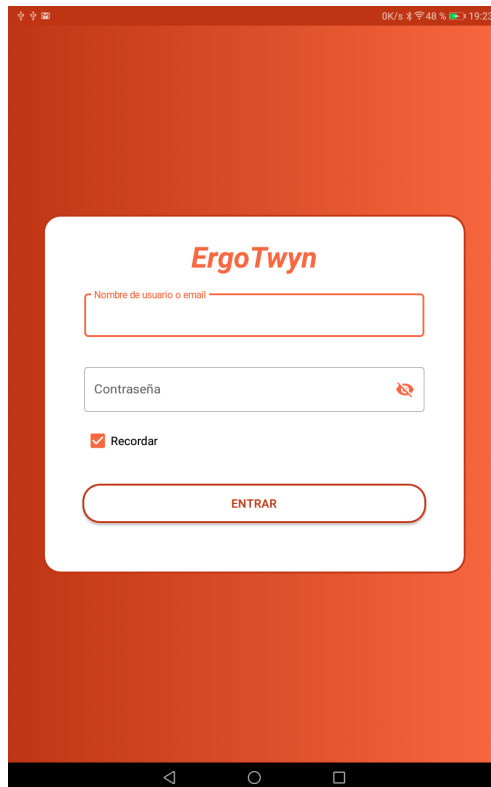 0K/s 48 % 19:23
ErgoTwyn
Nombre de usuario o email
Contraseña
Recordar
ENTRAR